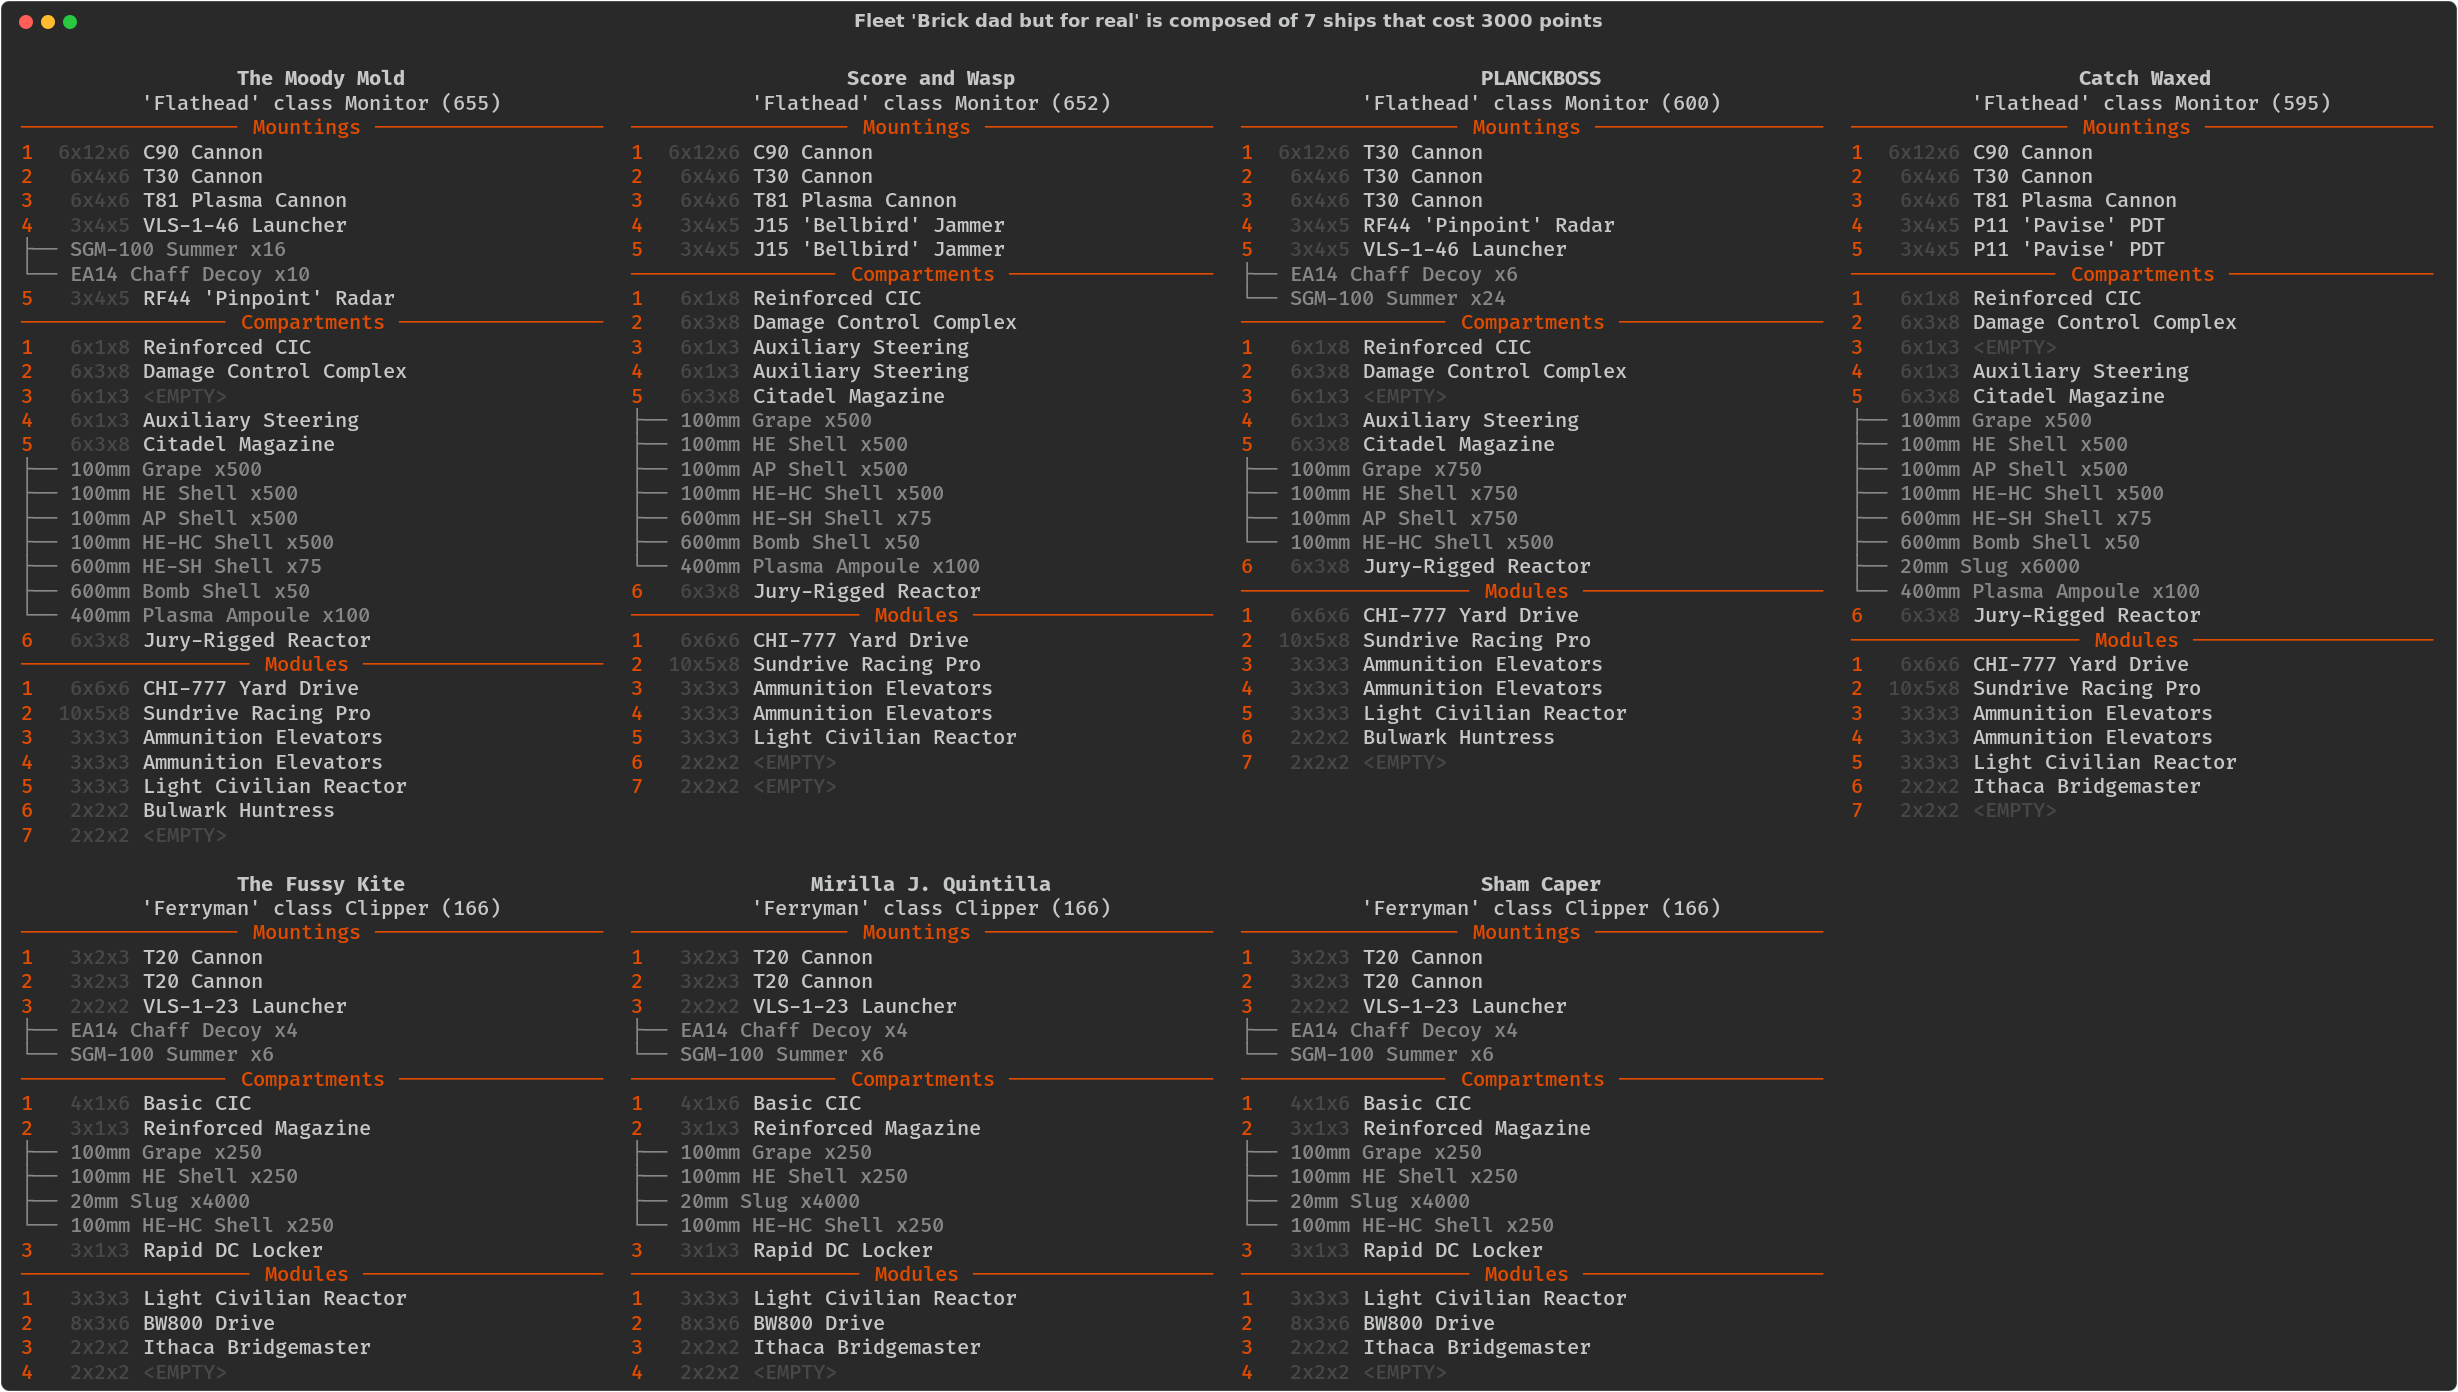 Fleet 'Brick dad but for real' is composed of 7 ships that cost 3000 points
The Moody Mold
'Flathead' class Monitor (655)
Mountings
1 6x12x6 C90 Cannon
2 6x4x6 T30 Cannon
3 6x4x6 T81 Plasma Cannon
4 3x4x5 VLS-1-46 Launcher
SGM-100 Summer x16
EA14 Chaff Decoy x10
5 3x4x5 RF44 'Pinpoint' Radar
Compartments
1 6x1x8 Reinforced CIC
2 6x3x8 Damage Control Complex
3 6x1x3 <EMPTY>
4 6x1x3 Auxiliary Steering
5 6x3x8 Citadel Magazine
100mm Grape x500
100mm HE Shell x500
100mm AP Shell x500
100mm HE-HC Shell x500
600mm HE-SH Shell x75
600mm Bomb Shell x50
400mm Plasma Ampoule x100
6 6x3x8 Jury-Rigged Reactor
Modules
1 6x6x6 CHI-777 Yard Drive
2 10x5x8 Sundrive Racing Pro
3 3x3x3 Ammunition Elevators
4 3x3x3 Ammunition Elevators
5 3x3x3 Light Civilian Reactor
6 2x2x2 Bulwark Huntress
7 2x2x2 <EMPTY>
Score and Wasp
'Flathead' class Monitor (652)
Mountings
1 6x12x6 C90 Cannon
2 6x4x6 T30 Cannon
3 6x4x6 T81 Plasma Cannon
4 3x4x5 J15 'Bellbird' Jammer
5 3x4x5 J15 'Bellbird' Jammer
Compartments
1 6x1x8 Reinforced CIC
2 6x3x8 Damage Control Complex
3 6x1x3 Auxiliary Steering
4 6x1x3 Auxiliary Steering
5 6x3x8 Citadel Magazine
100mm Grape x500
100mm HE Shell x500
100mm AP Shell x500
100mm HE-HC Shell x500
600mm HE-SH Shell x75
600mm Bomb Shell x50
400mm Plasma Ampoule x100
6 6x3x8 Jury-Rigged Reactor
Modules
1 6x6x6 CHI-777 Yard Drive
2 10x5x8 Sundrive Racing Pro
3 3x3x3 Ammunition Elevators
4 3x3x3 Ammunition Elevators
5 3x3x3 Light Civilian Reactor
6 2x2x2 <EMPTY>
7 2x2x2 <EMPTY>
PLANCKBOSS
'Flathead' class Monitor (600)
Mountings
1 6x12x6 T30 Cannon
2 6x4x6 T30 Cannon
3 6x4x6 T30 Cannon
4 3x4x5 RF44 'Pinpoint' Radar
5 3x4x5 VLS-1-46 Launcher
EA14 Chaff Decoy x6
SGM-100 Summer x24
Compartments
1 6x1x8 Reinforced CIC
2 6x3x8 Damage Control Complex
3 6x1x3 <EMPTY>
4 6x1x3 Auxiliary Steering
5 6x3x8 Citadel Magazine
100mm Grape x750
100mm HE Shell x750
100mm AP Shell x750
100mm HE-HC Shell x500
6 6x3x8 Jury-Rigged Reactor
Modules
1 6x6x6 CHI-777 Yard Drive
2 10x5x8 Sundrive Racing Pro
3 3x3x3 Ammunition Elevators
4 3x3x3 Ammunition Elevators
5 3x3x3 Light Civilian Reactor
6 2x2x2 Bulwark Huntress
7 2x2x2 <EMPTY>
Catch Waxed
'Flathead' class Monitor (595)
Mountings
1 6x12x6 C90 Cannon
2 6x4x6 T30 Cannon
3 6x4x6 T81 Plasma Cannon
4 3x4x5 P11 'Pavise' PDT
5 3x4x5 P11 'Pavise' PDT
Compartments
1 6x1x8 Reinforced CIC
2 6x3x8 Damage Control Complex
3 6x1x3 <EMPTY>
4 6x1x3 Auxiliary Steering
5 6x3x8 Citadel Magazine
100mm Grape x500
100mm HE Shell x500
100mm AP Shell x500
100mm HE-HC Shell x500
600mm HE-SH Shell x75
600mm Bomb Shell x50
20mm Slug x6000
400mm Plasma Ampoule x100
6 6x3x8 Jury-Rigged Reactor
Modules
1 6x6x6 CHI-777 Yard Drive
2 10x5x8 Sundrive Racing Pro
3 3x3x3 Ammunition Elevators
4 3x3x3 Ammunition Elevators
5 3x3x3 Light Civilian Reactor
6 2x2x2 Ithaca Bridgemaster
7 2x2x2 <EMPTY>
The Fussy Kite
'Ferryman' class Clipper (166)
Mountings
1 3x2x3 T20 Cannon
2 3x2x3 T20 Cannon
3 2x2x2 VLS-1-23 Launcher
EA14 Chaff Decoy x4
SGM-100 Summer x6
Compartments
1 4x1x6 Basic CIC
2 3x1x3 Reinforced Magazine
100mm Grape x250
100mm HE Shell x250
20mm Slug x4000
100mm HE-HC Shell x250
3 3x1x3 Rapid DC Locker
Modules
1 3x3x3 Light Civilian Reactor
2 8x3x6 BW800 Drive
3 2x2x2 Ithaca Bridgemaster
4 2x2x2 <EMPTY>
Mirilla J. Quintilla
'Ferryman' class Clipper (166)
Mountings
1 3x2x3 T20 Cannon
2 3x2x3 T20 Cannon
3 2x2x2 VLS-1-23 Launcher
EA14 Chaff Decoy x4
SGM-100 Summer x6
Compartments
1 4x1x6 Basic CIC
2 3x1x3 Reinforced Magazine
100mm Grape x250
100mm HE Shell x250
20mm Slug x4000
100mm HE-HC Shell x250
3 3x1x3 Rapid DC Locker
Modules
1 3x3x3 Light Civilian Reactor
2 8x3x6 BW800 Drive
3 2x2x2 Ithaca Bridgemaster
4 2x2x2 <EMPTY>
Sham Caper
'Ferryman' class Clipper (166)
Mountings
1 3x2x3 T20 Cannon
2 3x2x3 T20 Cannon
3 2x2x2 VLS-1-23 Launcher
EA14 Chaff Decoy x4
SGM-100 Summer x6
Compartments
1 4x1x6 Basic CIC
2 3x1x3 Reinforced Magazine
100mm Grape x250
100mm HE Shell x250
20mm Slug x4000
100mm HE-HC Shell x250
3 3x1x3 Rapid DC Locker
Modules
1 3x3x3 Light Civilian Reactor
2 8x3x6 BW800 Drive
3 2x2x2 Ithaca Bridgemaster
4 2x2x2 <EMPTY>